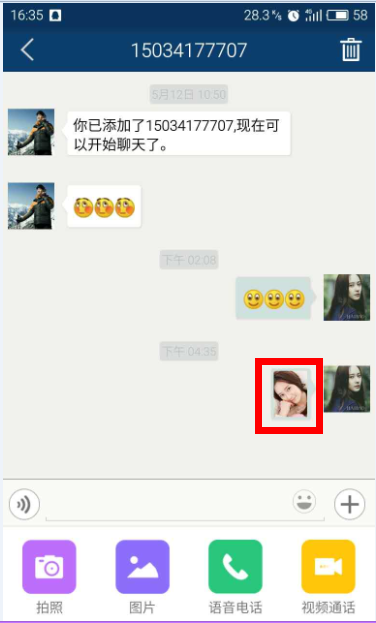 16:35 28.3 K/s 4G 58
15034177707
5月12日 10:50
你已添加了15034177707,现在可
以开始聊天了。
下午 02:08
下午 04:35
拍照 图片 语音电话 视频通话